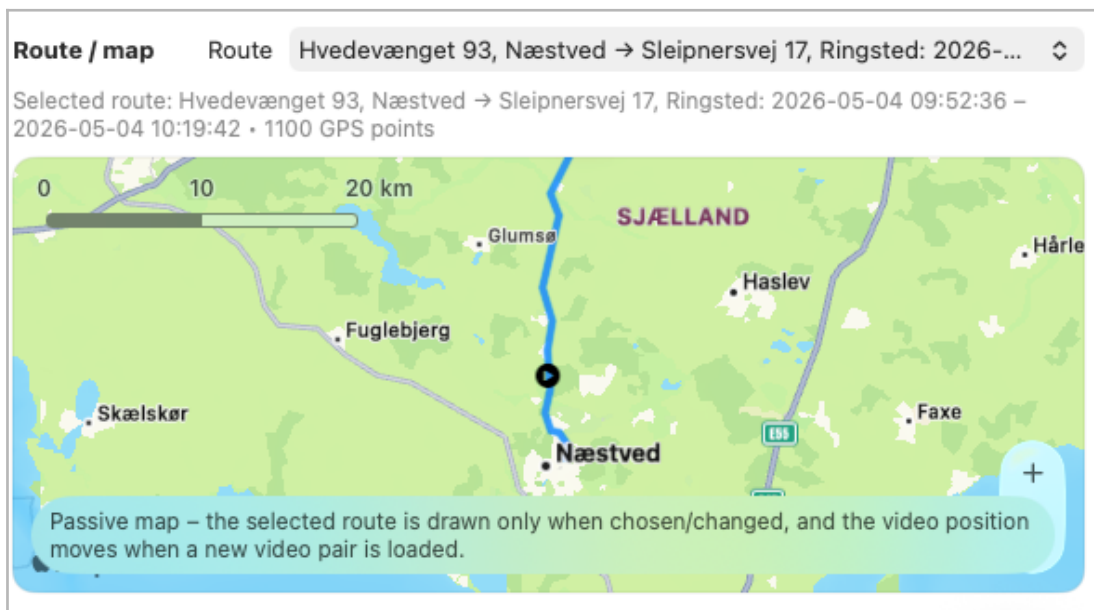 Route / map Route Hvedevænget 93, Næstved → Sleipnersvej 17, Ringsted: 2026-...
Selected route: Hvedevænget 93, Næstved → Sleipnersvej 17, Ringsted: 2026-05-04 09:52:36 –
2026-05-04 10:19:42 • 1100 GPS points
0 10 20 km
SJÆLLAND
Glumsø
Hårle
Haslev
Fuglebjerg
Skælskør
Faxe
E55
Næstved
+
Passive map – the selected route is drawn only when chosen/changed, and the video position
moves when a new video pair is loaded.